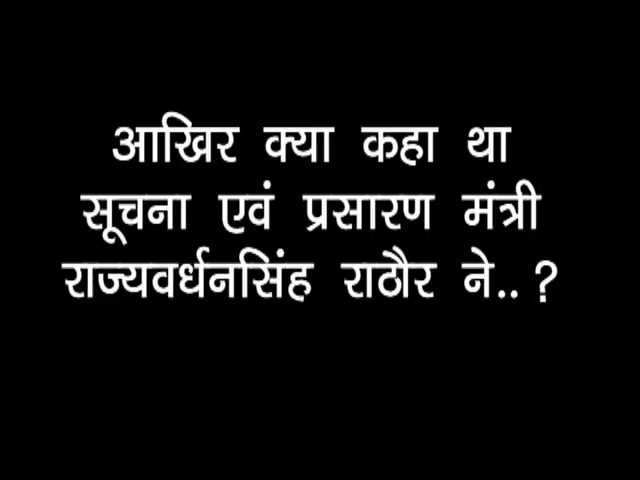 आखिर क्या कहा था
सूचना एवं प्रसारण मंत्री
राज्यवर्धनसिंह राठौर ने.. ?